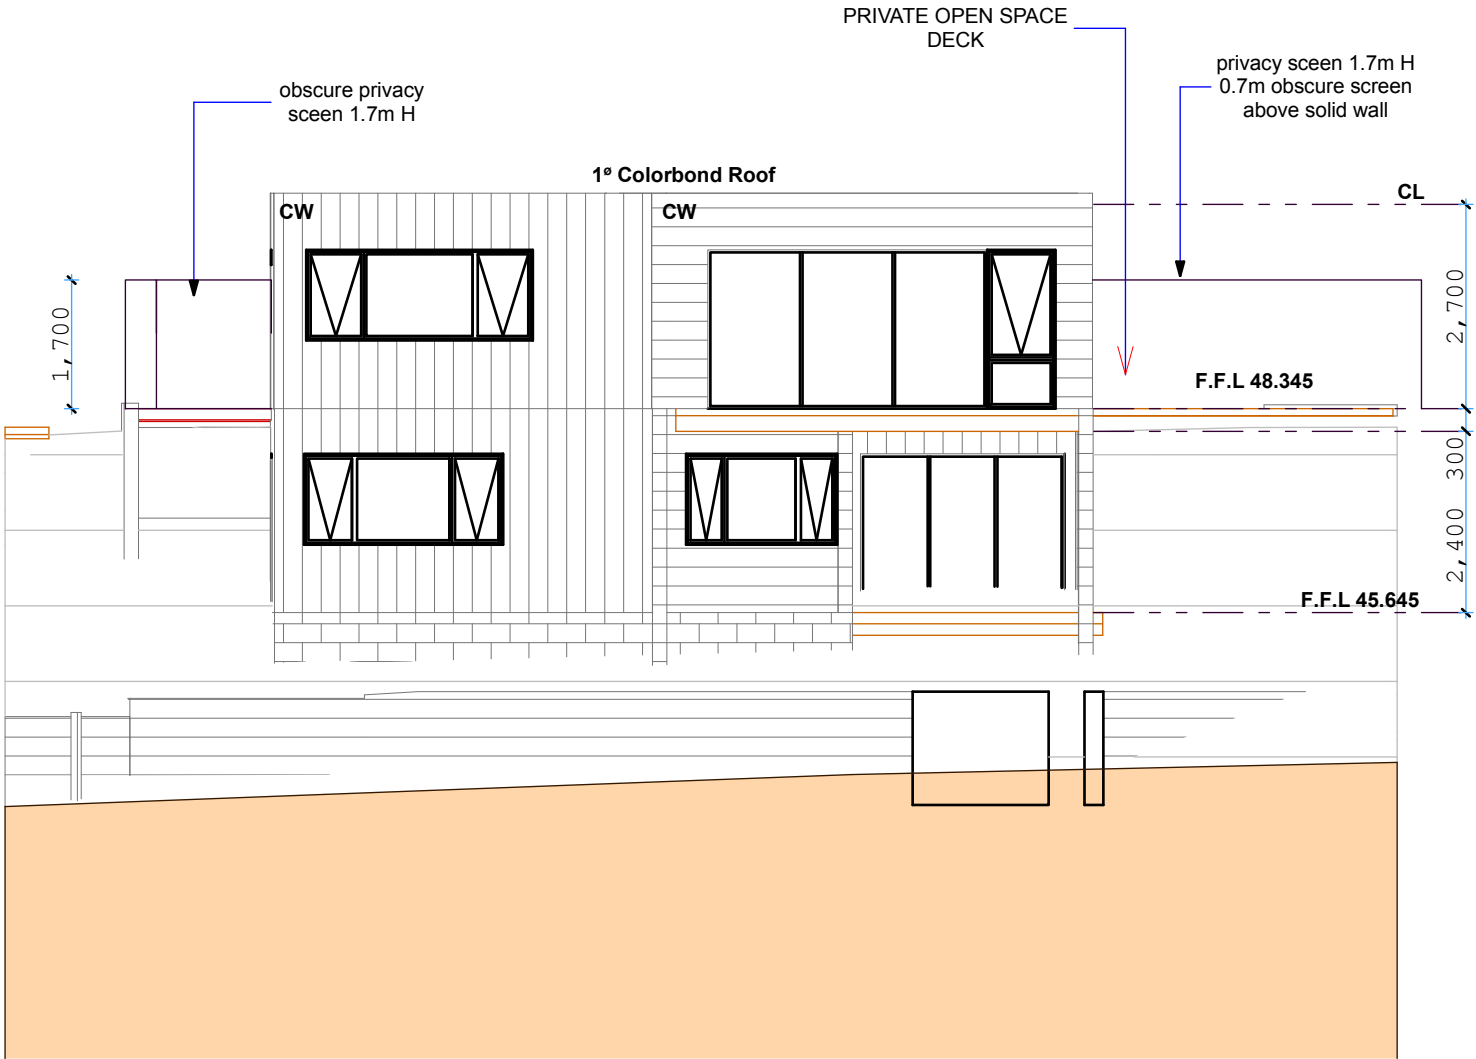 PRIVATE OPEN SPACE
DECK
privacy sceen 1.7m H
0.7m obscure screen
above solid wall
obscure privacy
sceen 1.7m H
1º Colorbond Roof
CW
CW
CL
1,700
2,700
F.F.L 48.345
300
2,400
F.F.L 45.645